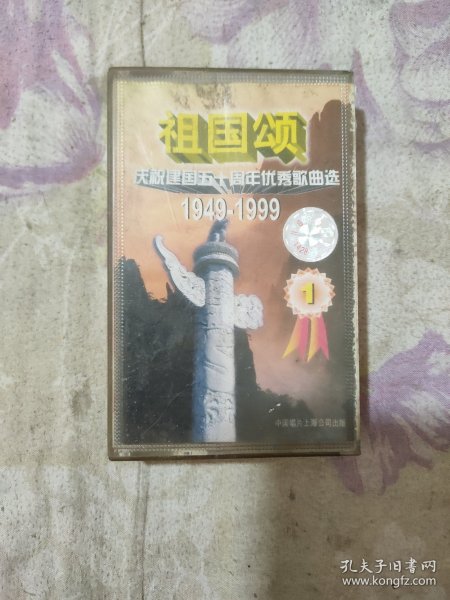 祖国颂
庆祝建国五十周年优秀歌曲选
1949-1999
1
中国唱片上海公司出版
孔夫子旧书网
www.kongfz.com